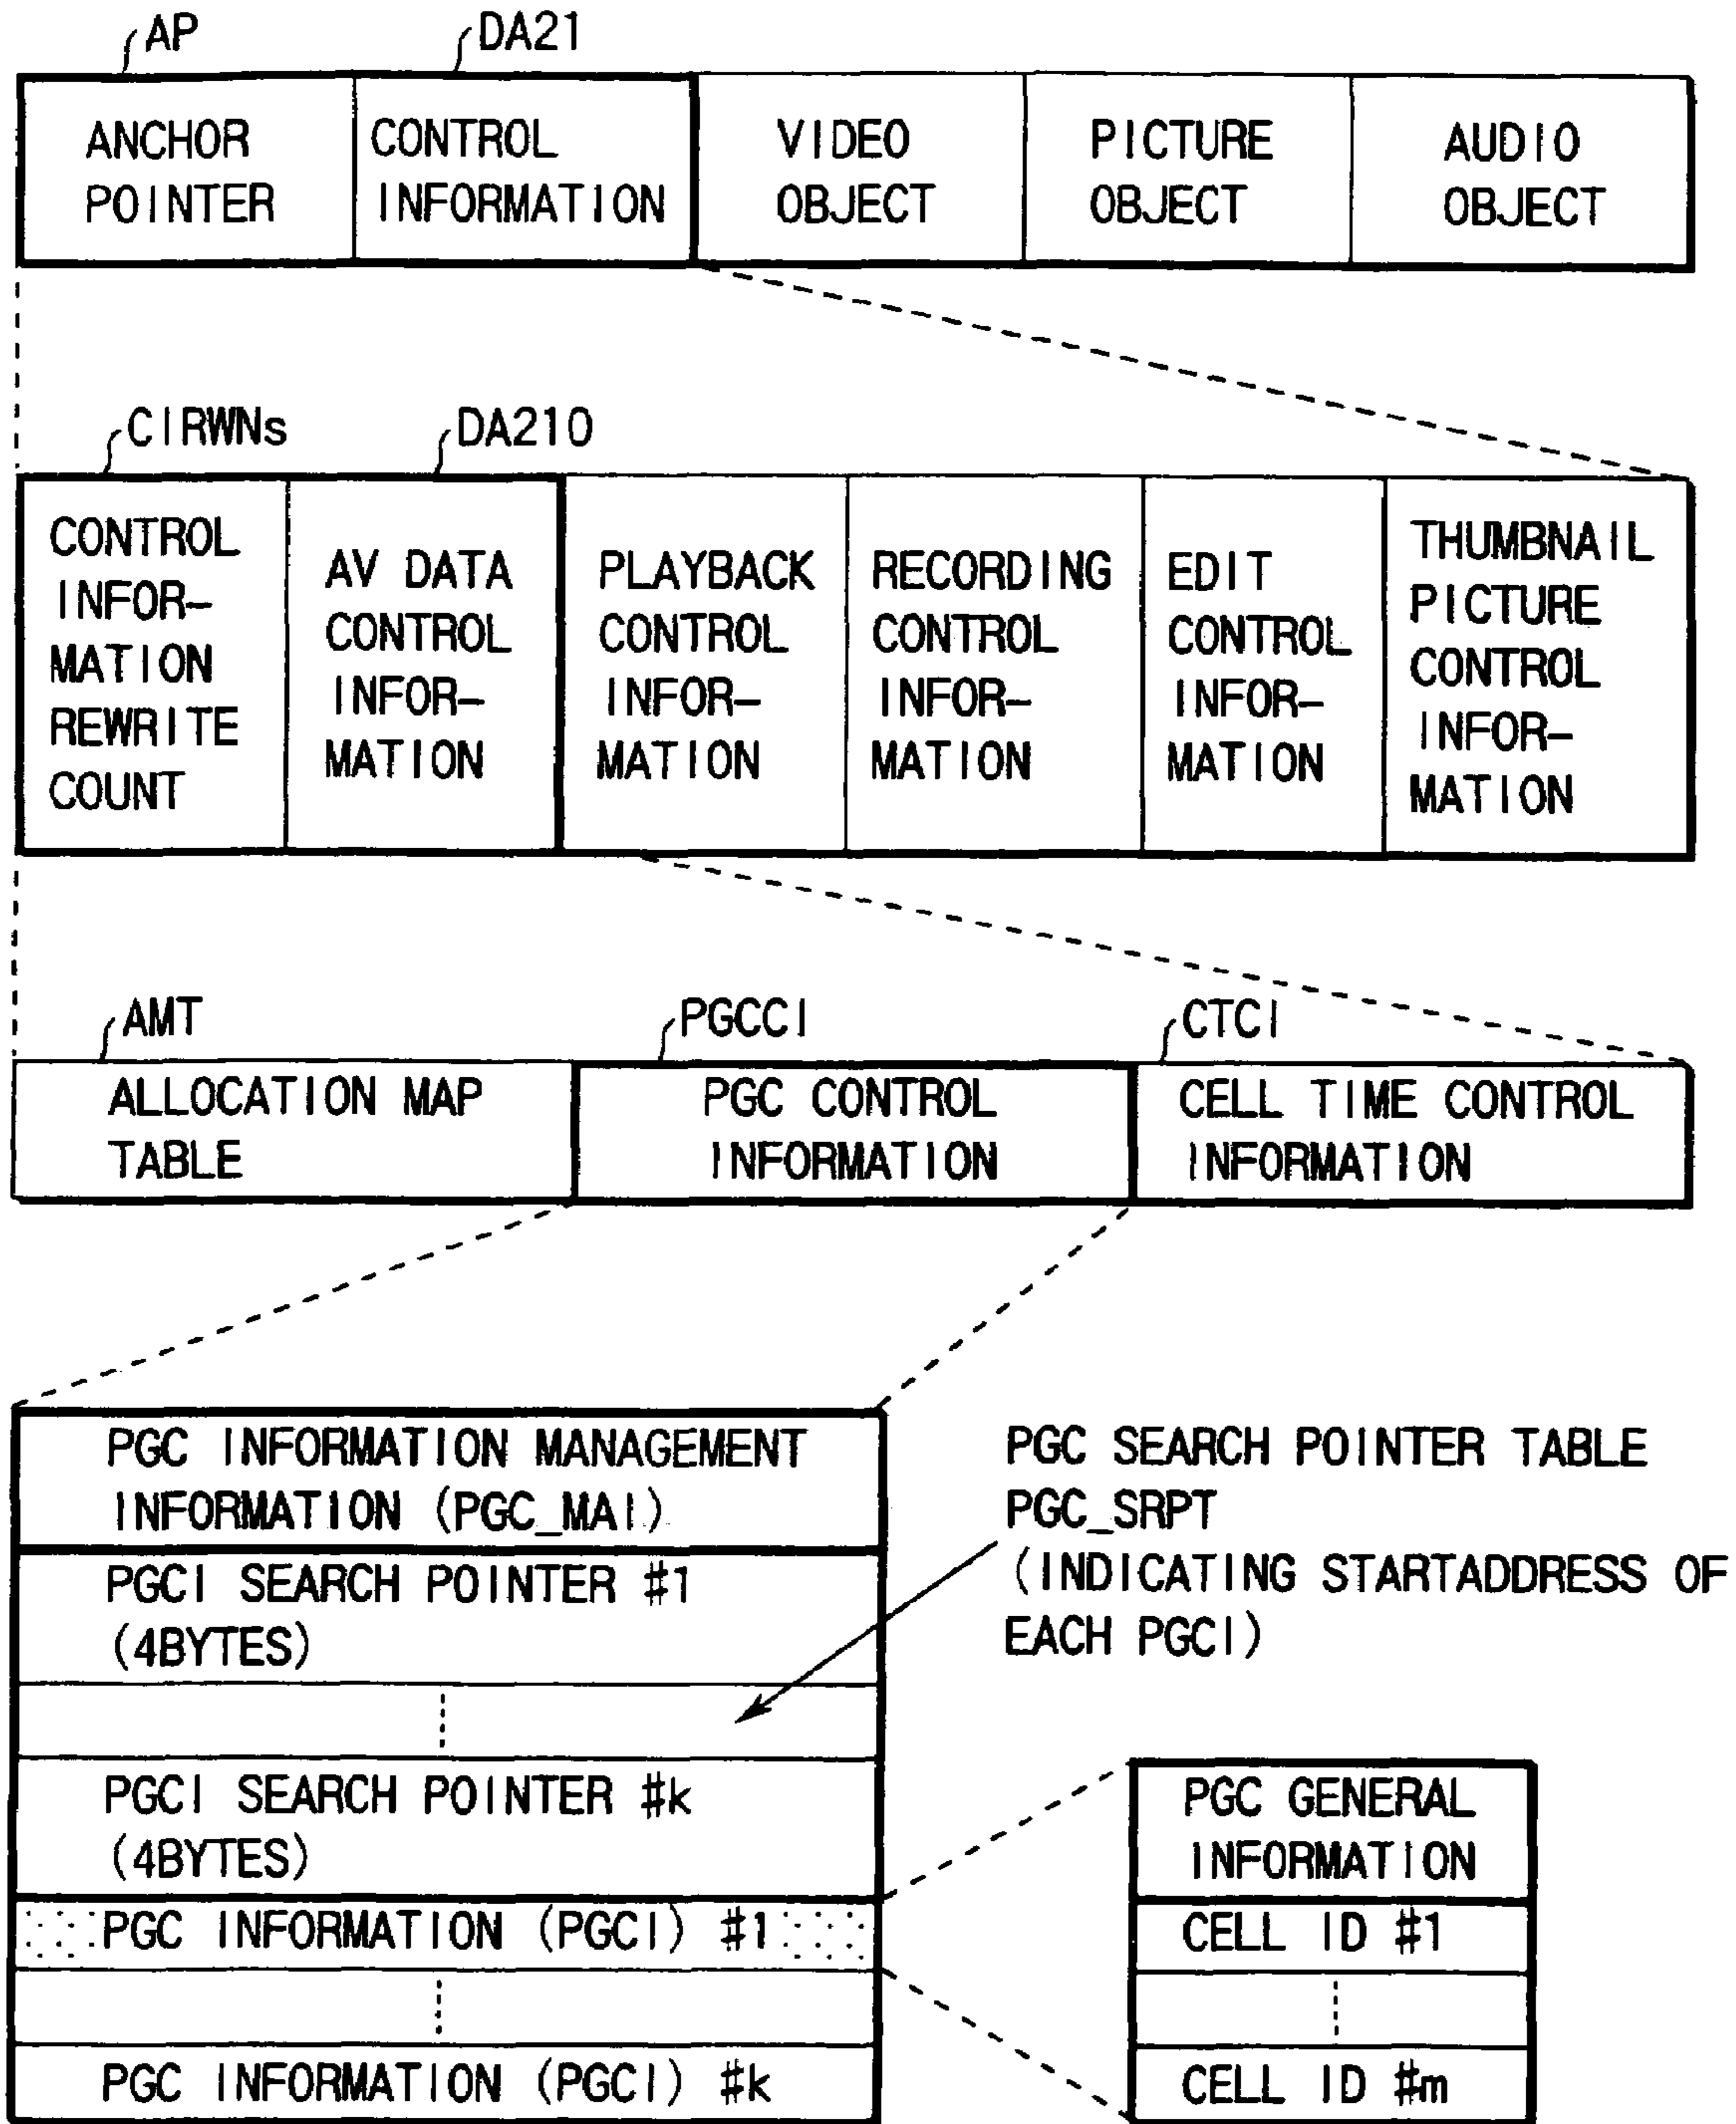 AP
DA21
ANCHOR
POINTER
CONTROL
INFORMATION
VIDEO
OBJECT
PICTURE
OBJECT
AUDIO
OBJECT
CIRWNs
DA210
CONTROL
INFOR-
MATION
REWRITE
COUNT
AV DATA
CONTROL
INFOR-
MATION
PLAYBACK
CONTROL
INFOR-
MATION
RECORDING
CONTROL
INFOR-
MATION
EDIT
CONTROL
INFOR-
MATION
THUMBNAIL
PICTURE
CONTROL
INFOR-
MATION
AMT
PGCCI
CTCI
ALLOCATION MAP
TABLE
PGC CONTROL
INFORMATION
CELL TIME CONTROL
INFORMATION
PGC INFORMATION MANAGEMENT
INFORMATION (PGC_MAI)
PGCI SEARCH POINTER #1
(4BYTES)
PGCI SEARCH POINTER #k
(4BYTES)
PGC INFORMATION (PGCI) #1
PGC INFORMATION (PGCI) #k
PGC SEARCH POINTER TABLE
PGC_SRPT
(INDICATING STARTADDRESS OF
EACH PGCI)
PGC GENERAL
INFORMATION
CELL ID #1
CELL ID #m